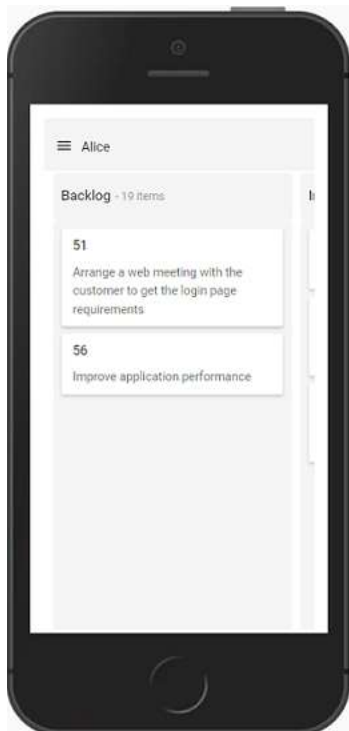 Alice
Backlog - 19 items
51
Arrange a web meeting with the
customer to get the login page
requirements
56
Improve application performance